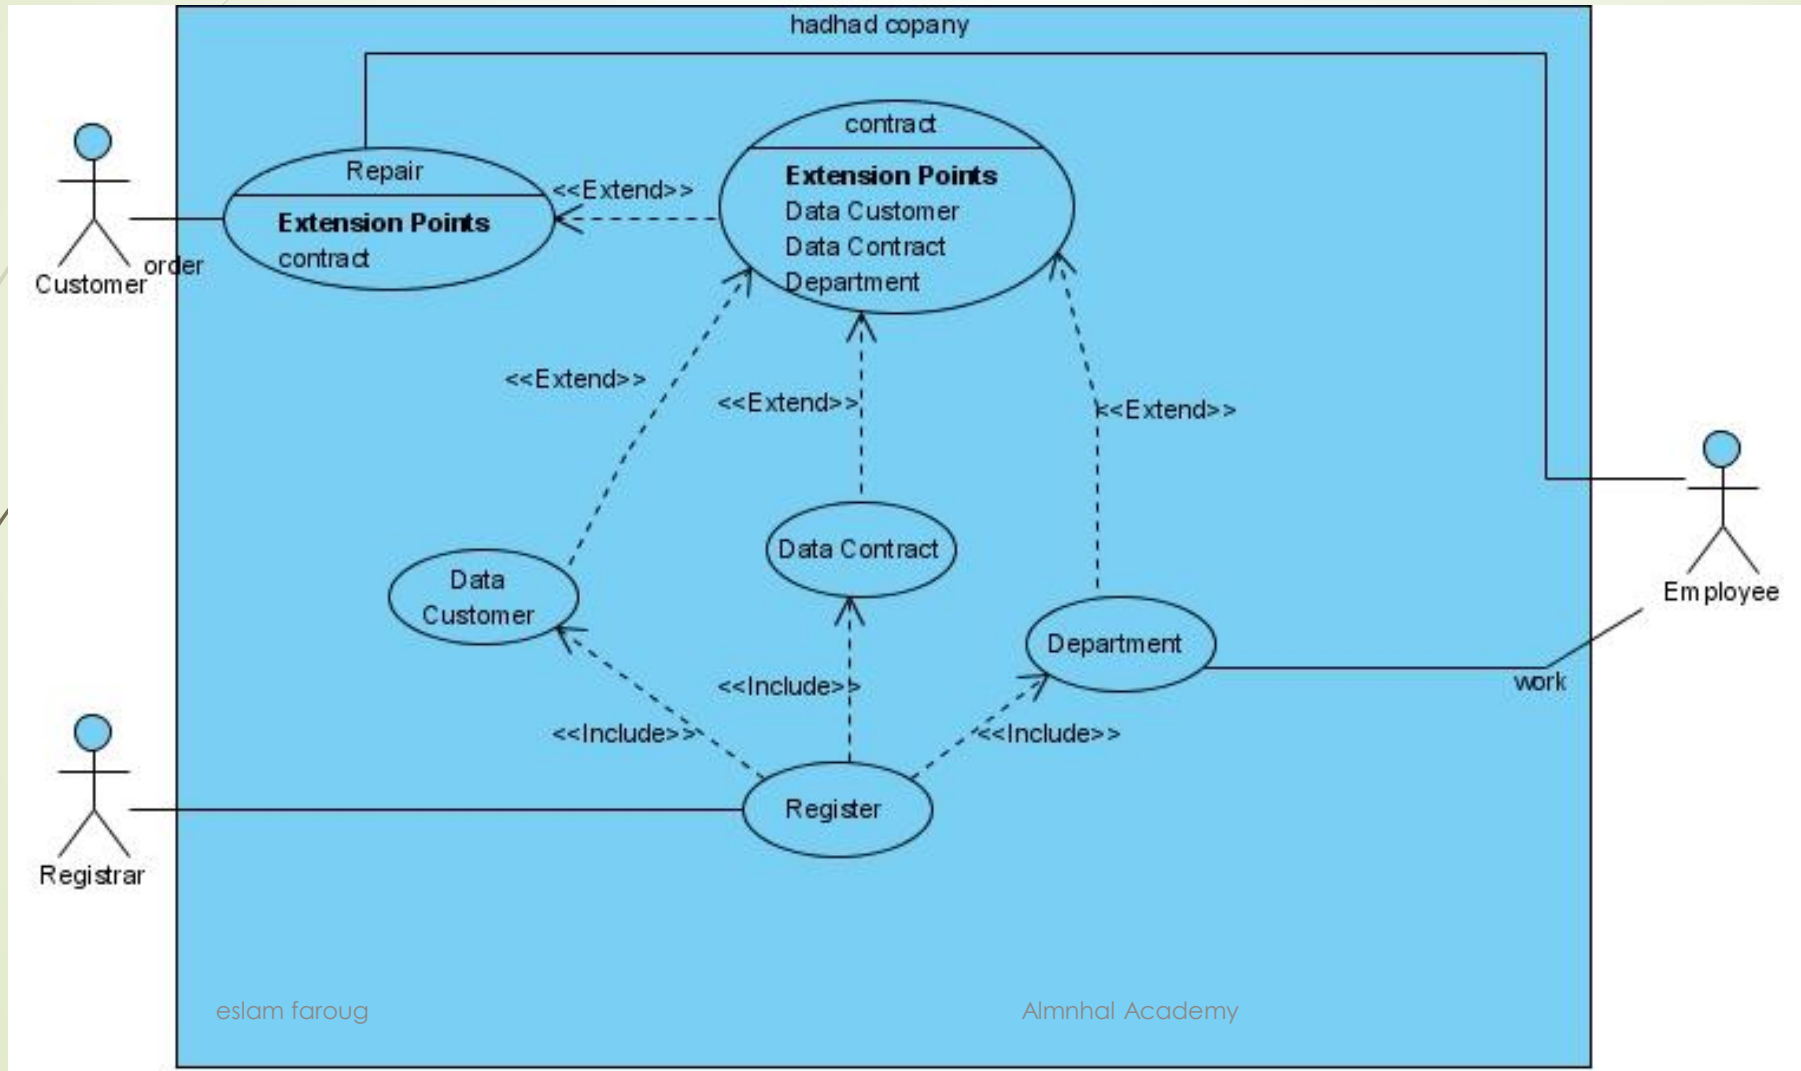 hadhad copany
contract
Extension Points
Data Customer
Data Contract
Department
Repair
Extension Points
contract
<<Extend>>
order
Customer
<<Extend>>
<<Extend>>
<<Extend>>
Data Contract
Data
Customer
Employee
Department
work
<<Include>>
<<Include>>
<<Include>>
Register
Registrar
eslam faroug
Almnhal Academy